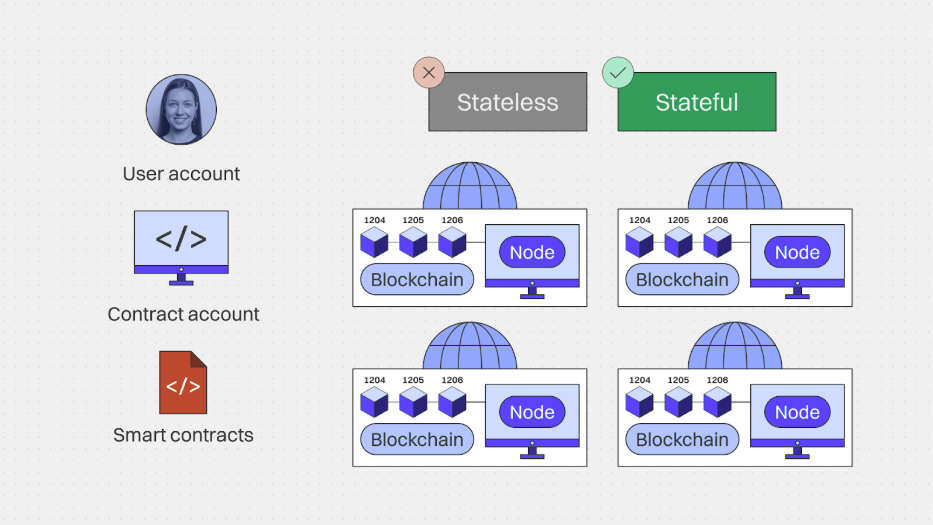 Stateless
Stateful
User account
</>
Contract account
</>
Smart contracts
1204 1205 1206
Node
Blockchain
1204 1205 1206
Node
Blockchain
1204 1205 1206
Node
Blockchain
1204 1205 1206
Node
Blockchain